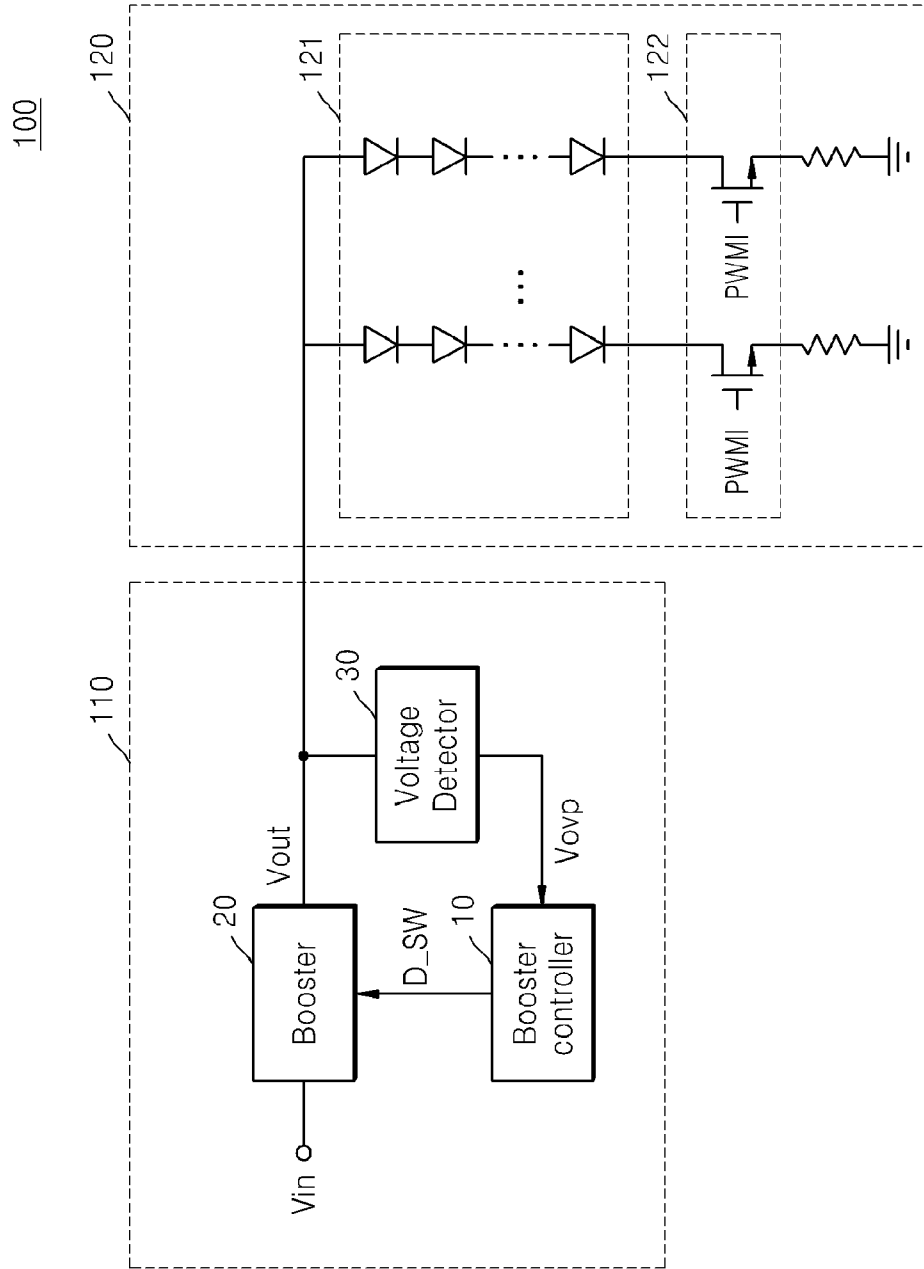 100
110
120
20
Vin
Booster
Vout
D_SW
30
Voltage
Detector
10
Booster
controller
Vovp
121
122
PWMI
PWMI